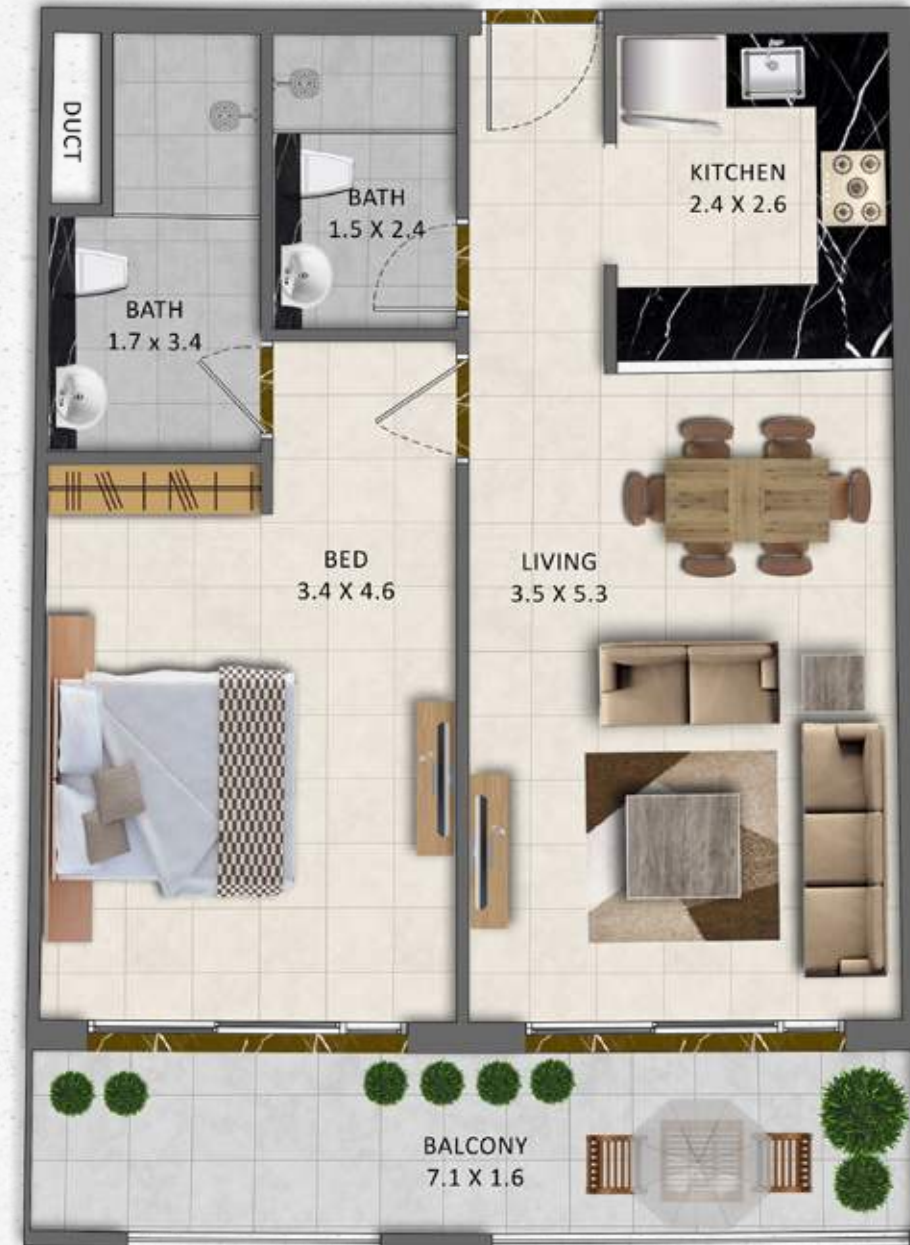 DUCT
KITCHEN
2.4 X 2.6
BATH
1.5 X 2.4
BATH
1.7 x 3.4
BED
3.4 X 4.6
LIVING
3.5 X 5.3
BALCONY
7.1 X 1.6